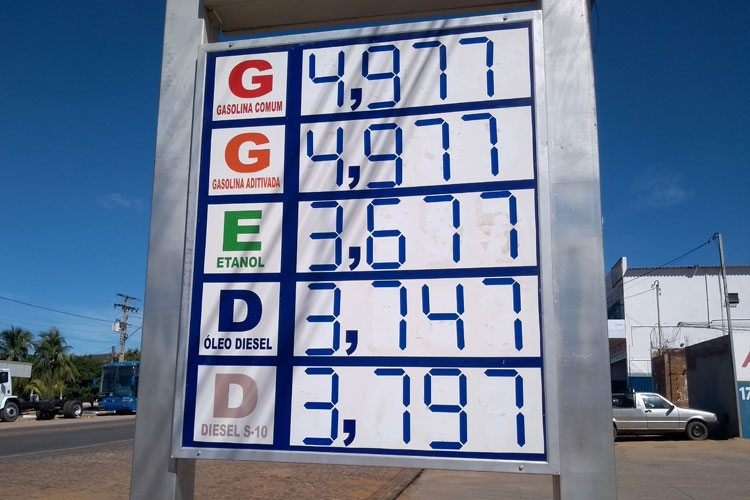 G 4,977
GASOLINA COMUM
G 4,977
GASOLINA ADITIVADA
E 3,677
ETANOL
D 3,747
ÓLEO DIESEL
D 3,797
DIESEL S-10
17